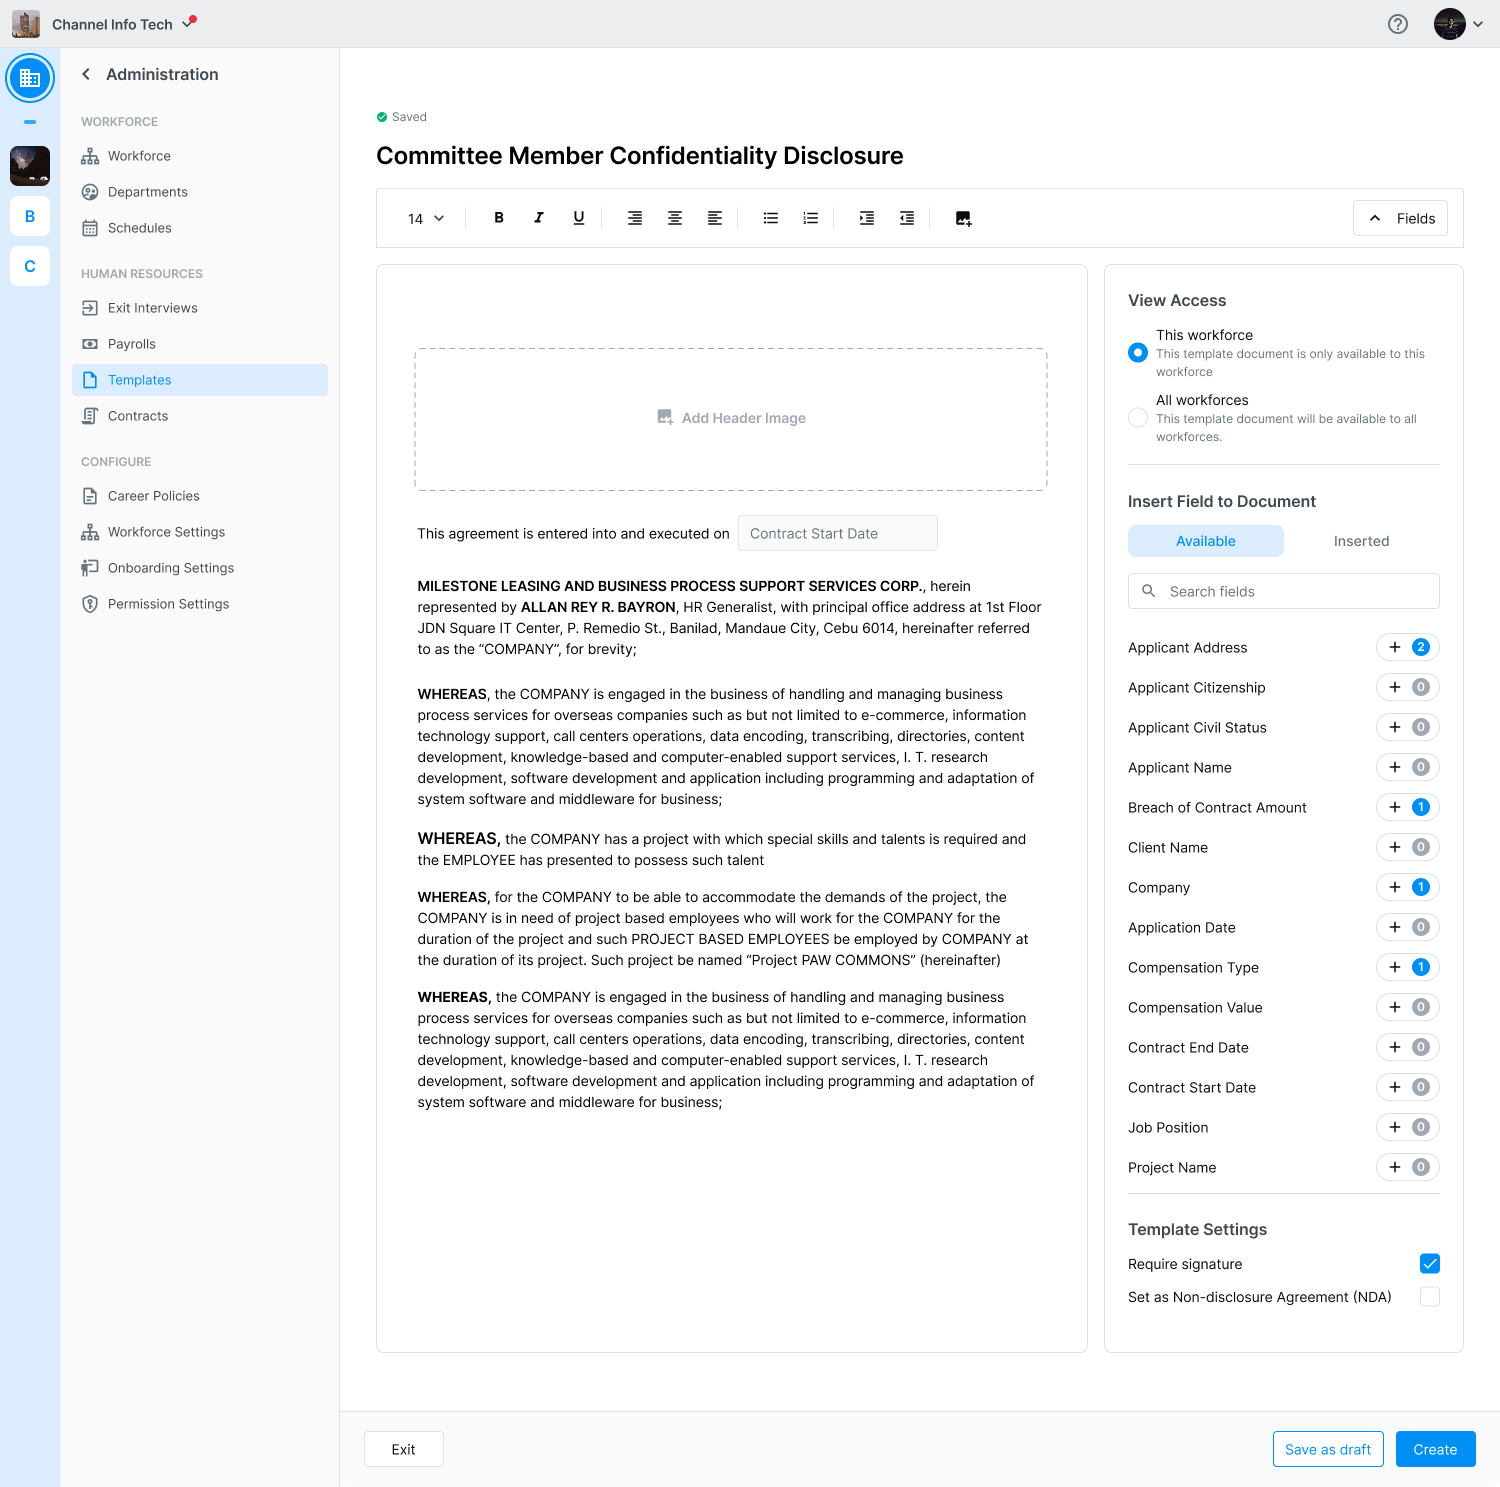 Channel Info Tech
Administration
WORKFORCE
Workforce
Departments
Schedules
B
C
HUMAN RESOURCES
Exit Interviews
Payrolls
Templates
Contracts
CONFIGURE
Career Policies
Workforce Settings
Onboarding Settings
Permission Settings
Saved
Committee Member Confidentiality Disclosure
14 B I U Fields
Add Header Image
This agreement is entered into and executed on Contract Start Date
MILESTONE LEASING AND BUSINESS PROCESS SUPPORT SERVICES CORP., herein
represented by ALLAN REY R. BAYRON, HR Generalist, with principal office address at 1st Floor
JDN Square IT Center, P. Remedio St., Banilad, Mandaue City, Cebu 6014, hereinafter referred
to as the “COMPANY”, for brevity;
WHEREAS, the COMPANY is engaged in the business of handling and managing business
process services for overseas companies such as but not limited to e-commerce, information
technology support, call centers operations, data encoding, transcribing, directories, content
development, knowledge-based and computer-enabled support services, I. T. research
development, software development and application including programming and adaptation of
system software and middleware for business;
WHEREAS, the COMPANY has a project with which special skills and talents is required and
the EMPLOYEE has presented to possess such talent
WHEREAS, for the COMPANY to be able to accommodate the demands of the project, the
COMPANY is in need of project based employees who will work for the COMPANY for the
duration of the project and such PROJECT BASED EMPLOYEES be employed by COMPANY at
the duration of its project. Such project be named “Project PAW COMMONS” (hereinafter)
WHEREAS, the COMPANY is engaged in the business of handling and managing business
process services for overseas companies such as but not limited to e-commerce, information
technology support, call centers operations, data encoding, transcribing, directories, content
development, knowledge-based and computer-enabled support services, I. T. research
development, software development and application including programming and adaptation of
system software and middleware for business;
View Access
This workforce
This template document is only available to this
workforce
All workforces
This template document will be available to all
workforces.
Insert Field to Document
Available Inserted
Search fields
Applicant Address + 2
Applicant Citizenship + 0
Applicant Civil Status + 0
Applicant Name + 0
Breach of Contract Amount + 1
Client Name + 0
Company + 1
Application Date + 0
Compensation Type + 1
Compensation Value + 0
Contract End Date + 0
Contract Start Date + 0
Job Position + 0
Project Name + 0
Template Settings
Require signature
Set as Non-disclosure Agreement (NDA)
Exit Save as draft Create